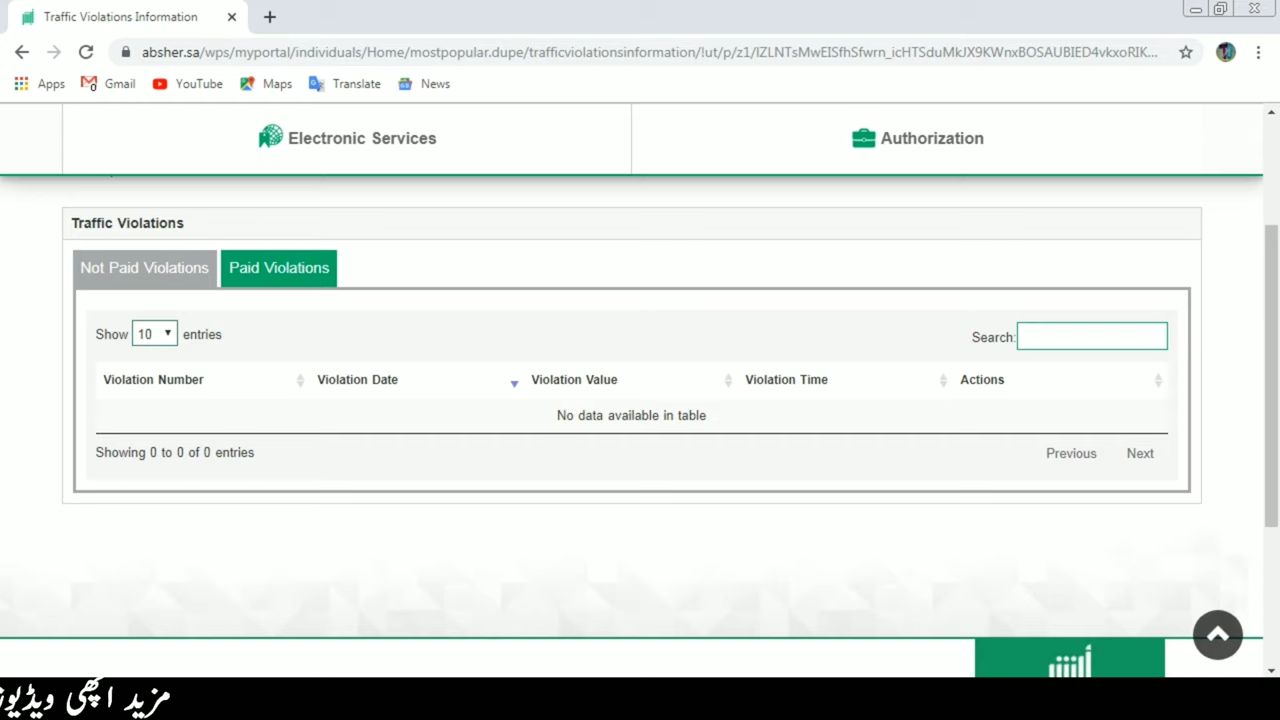 Traffic Violations Information
absher.sa/wps/myportal/individuals/Home/mostpopular.dupe/trafficviolationsinformation/!ut/p/z1/
Apps Gmail YouTube Maps Translate News
Electronic Services Authorization
Traffic Violations
Not Paid Violations Paid Violations
Show 10 entries Search:
Violation Number Violation Date Violation Value Violation Time Actions
No data available in table
Showing 0 to 0 of 0 entries Previous Next
مزید اچھی ویڈیوز